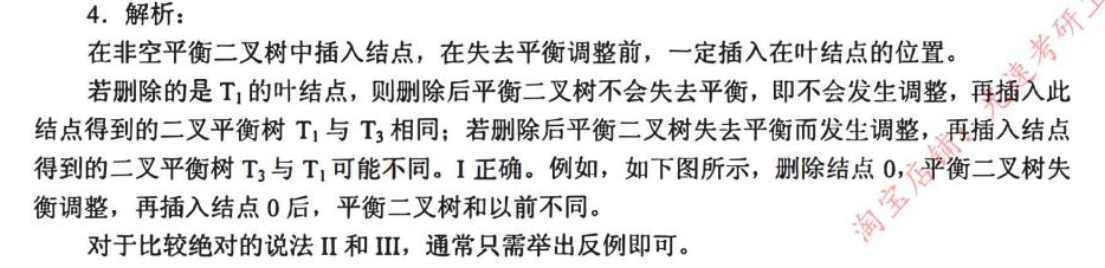 4．解析：
在非空平衡二叉树中插入结点，在失去平衡调整前，一定插入在叶结点的位置。
若删除的是 T₁ 的叶结点，则删除后平衡二叉树不会失去平衡，即不会发生调整，再插入此
结点得到的二叉平衡树 T₁ 与 T₃ 相同；若删除后平衡二叉树失去平衡而发生调整，再插入结点
得到的二叉平衡树 T₃ 与 T₁ 可能不同。I 正确。例如，如下图所示，删除结点 0，平衡二叉树失
衡调整，再插入结点 0 后，平衡二叉树和以前不同。
对于比较绝对的说法 II 和 III，通常只需举出反例即可。
淘宝店铺：
速考研